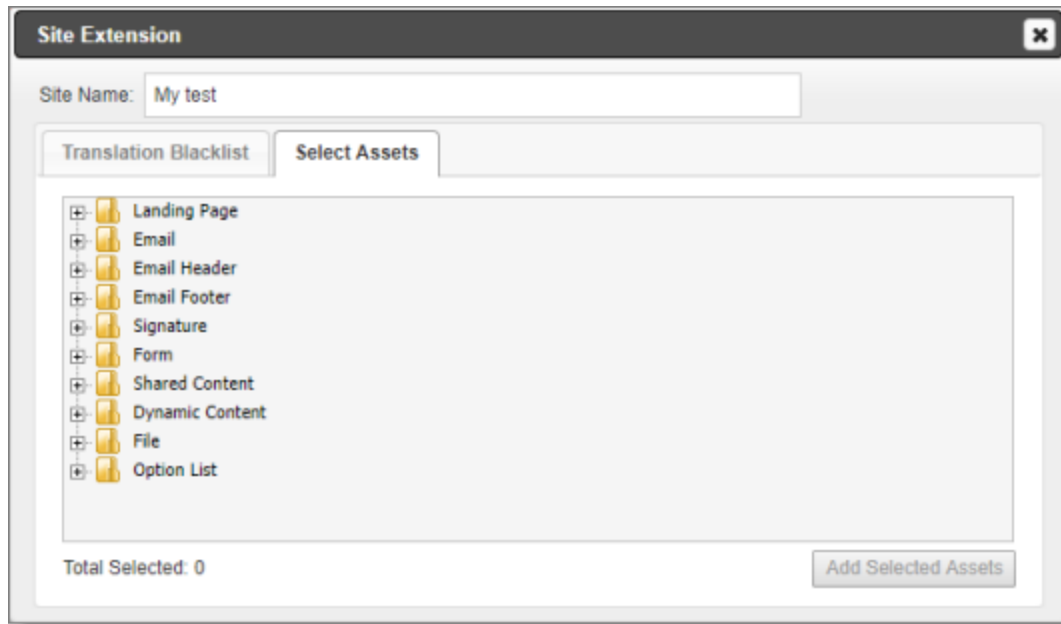 Site Extension
Site Name: My test
Translation Blacklist Select Assets
Landing Page
Email
Email Header
Email Footer
Signature
Form
Shared Content
Dynamic Content
File
Option List
Total Selected: 0 Add Selected Assets